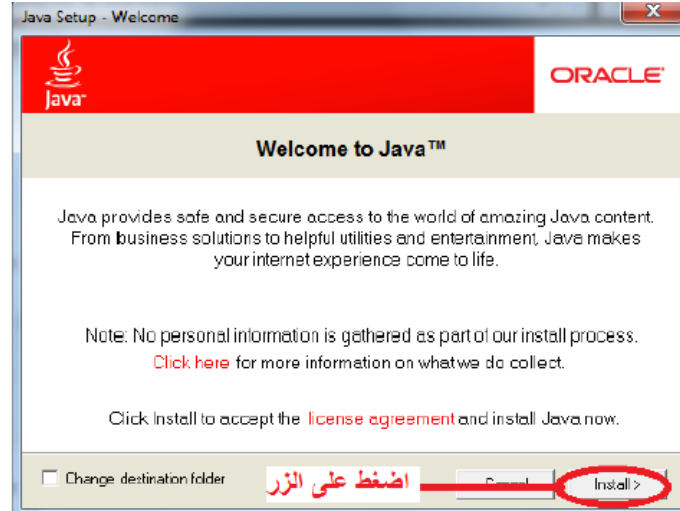 Java Setup - Welcome
Java™
ORACLE®
Welcome to Java™
Java provides safe and secure access to the world of amazing Java content.
From business solutions to helpful utilities and entertainment, Java makes
your internet experience come to life.
Note: No personal information is gathered as part of our install process.
Click here for more information on what we do collect.
Click Install to accept the license agreement and install Java now.
Change destination folder
اضغط على الزر
Cancel
Install >